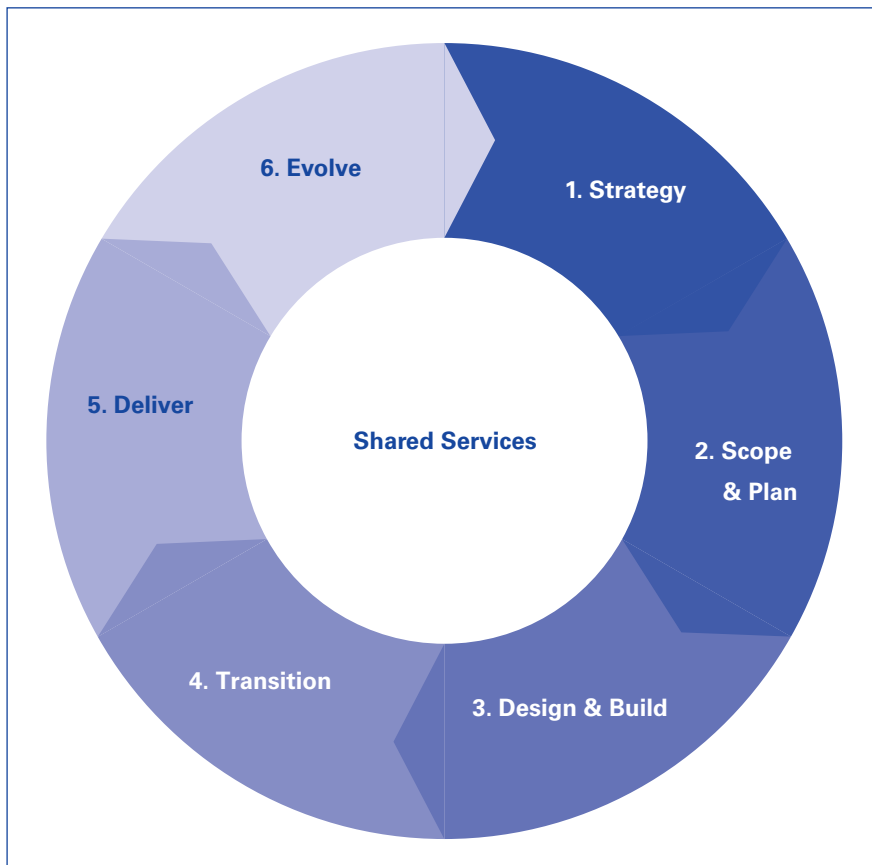 1. Strategy
2. Scope
& Plan
3. Design & Build
4. Transition
5. Deliver
6. Evolve
Shared Services